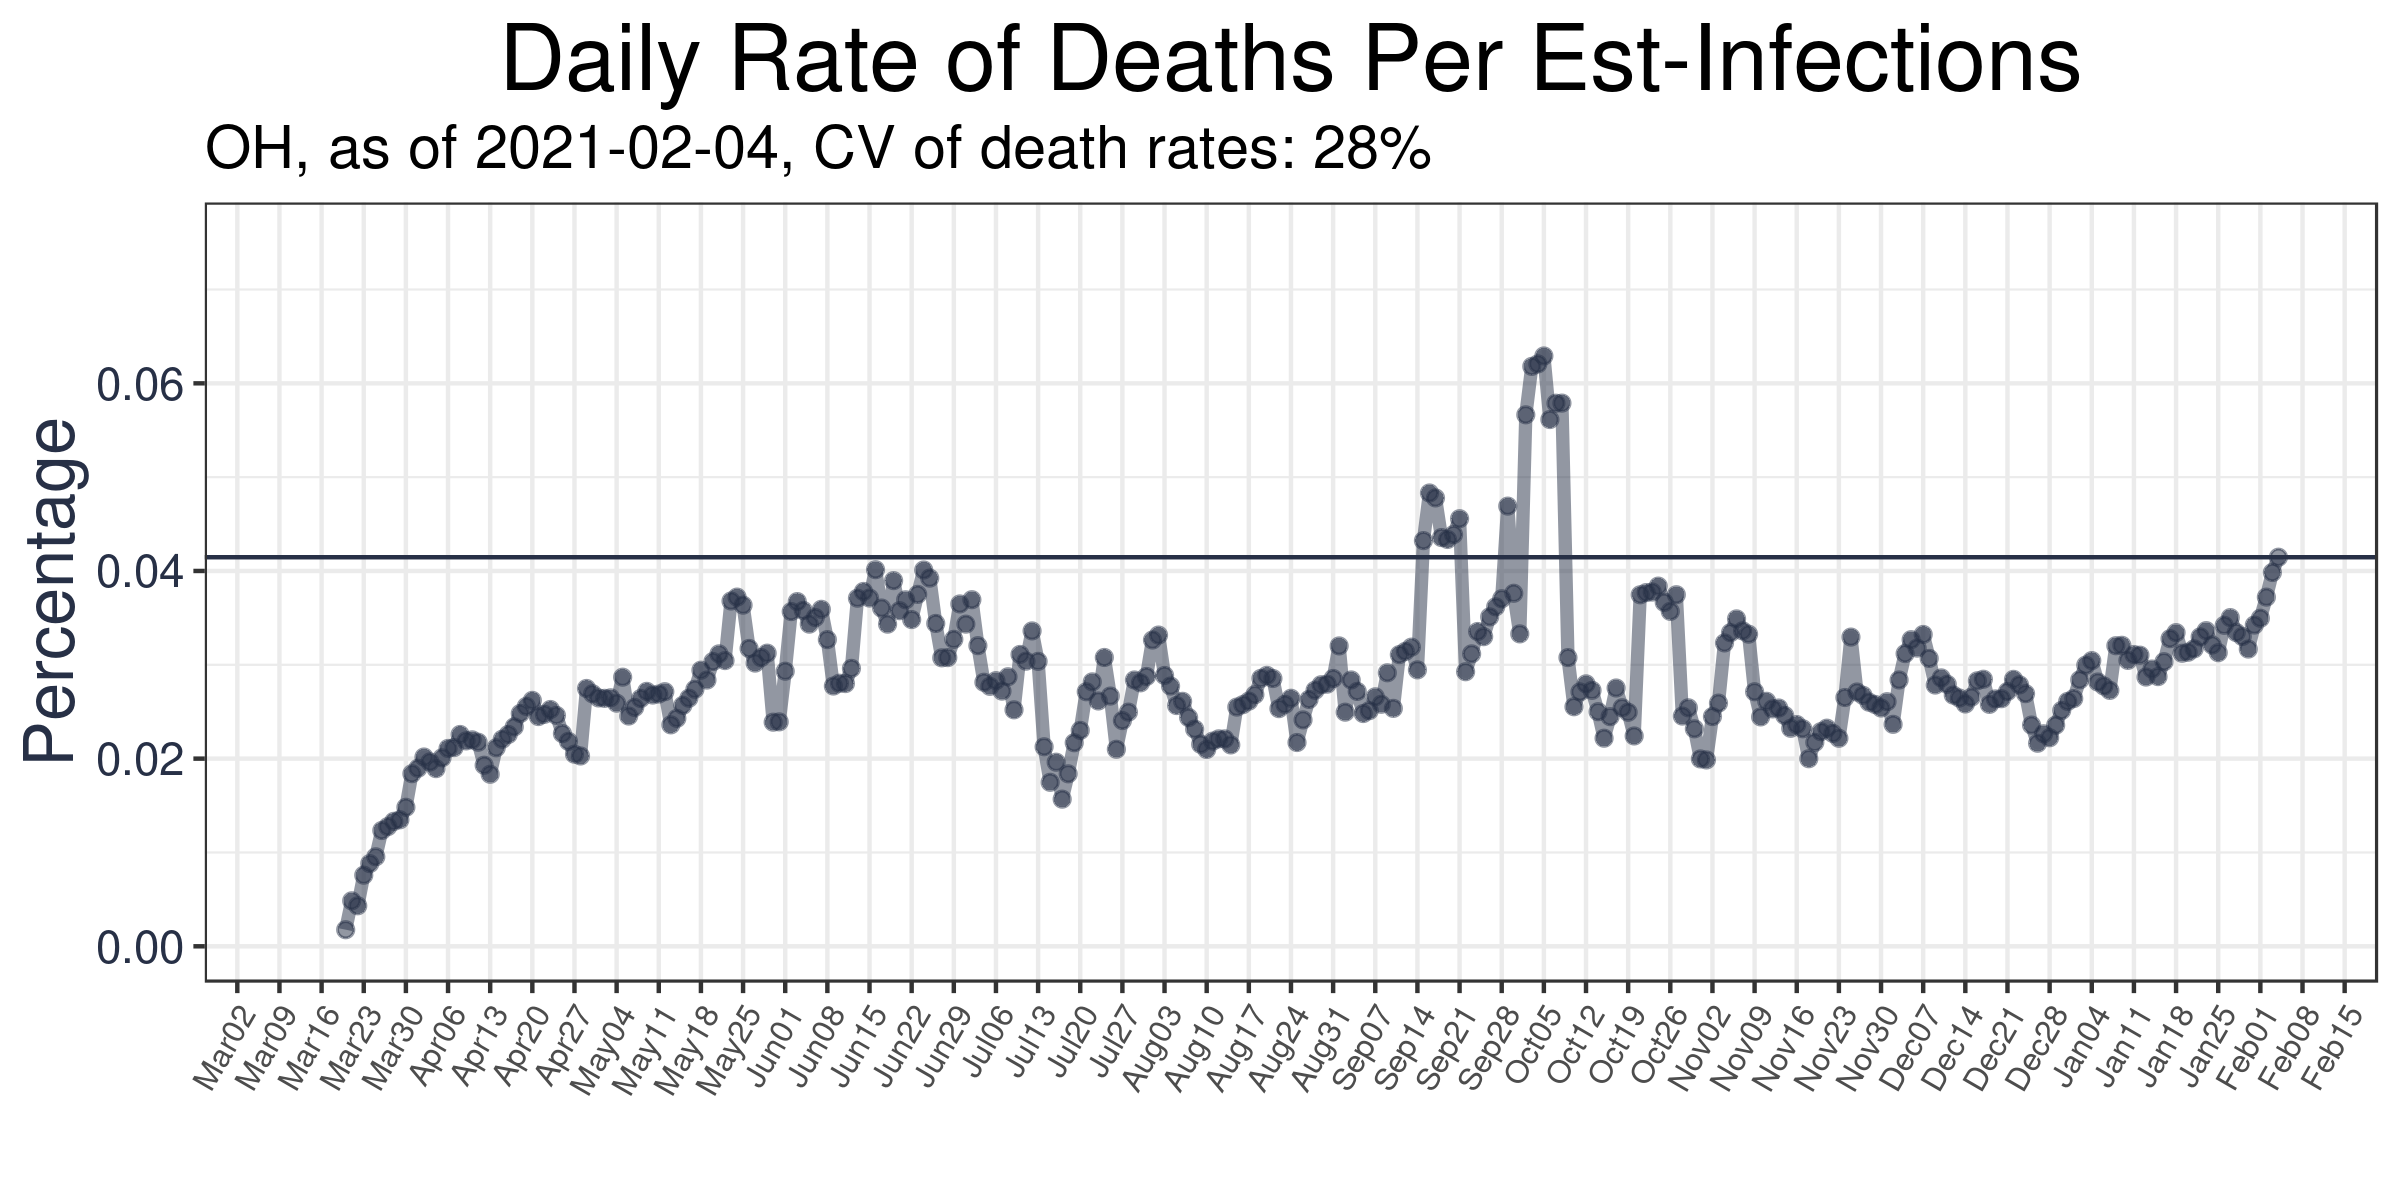 Daily Rate of Deaths Per Est-Infections
OH, as of 2021-02-04, CV of death rates: 28%
Percentage
0.06
0.04
0.02
0.00
Mar02
Mar09
Mar16
Mar23
Mar30
Apr06
Apr13
Apr20
Apr27
May04
May11
May18
May25
Jun01
Jun08
Jun15
Jun22
Jun29
Jul06
Jul13
Jul20
Jul27
Aug03
Aug10
Aug17
Aug24
Aug31
Sep07
Sep14
Sep21
Sep28
Oct05
Oct12
Oct19
Oct26
Nov02
Nov09
Nov16
Nov23
Nov30
Dec07
Dec14
Dec21
Dec28
Jan04
Jan11
Jan18
Jan25
Feb01
Feb08
Feb15